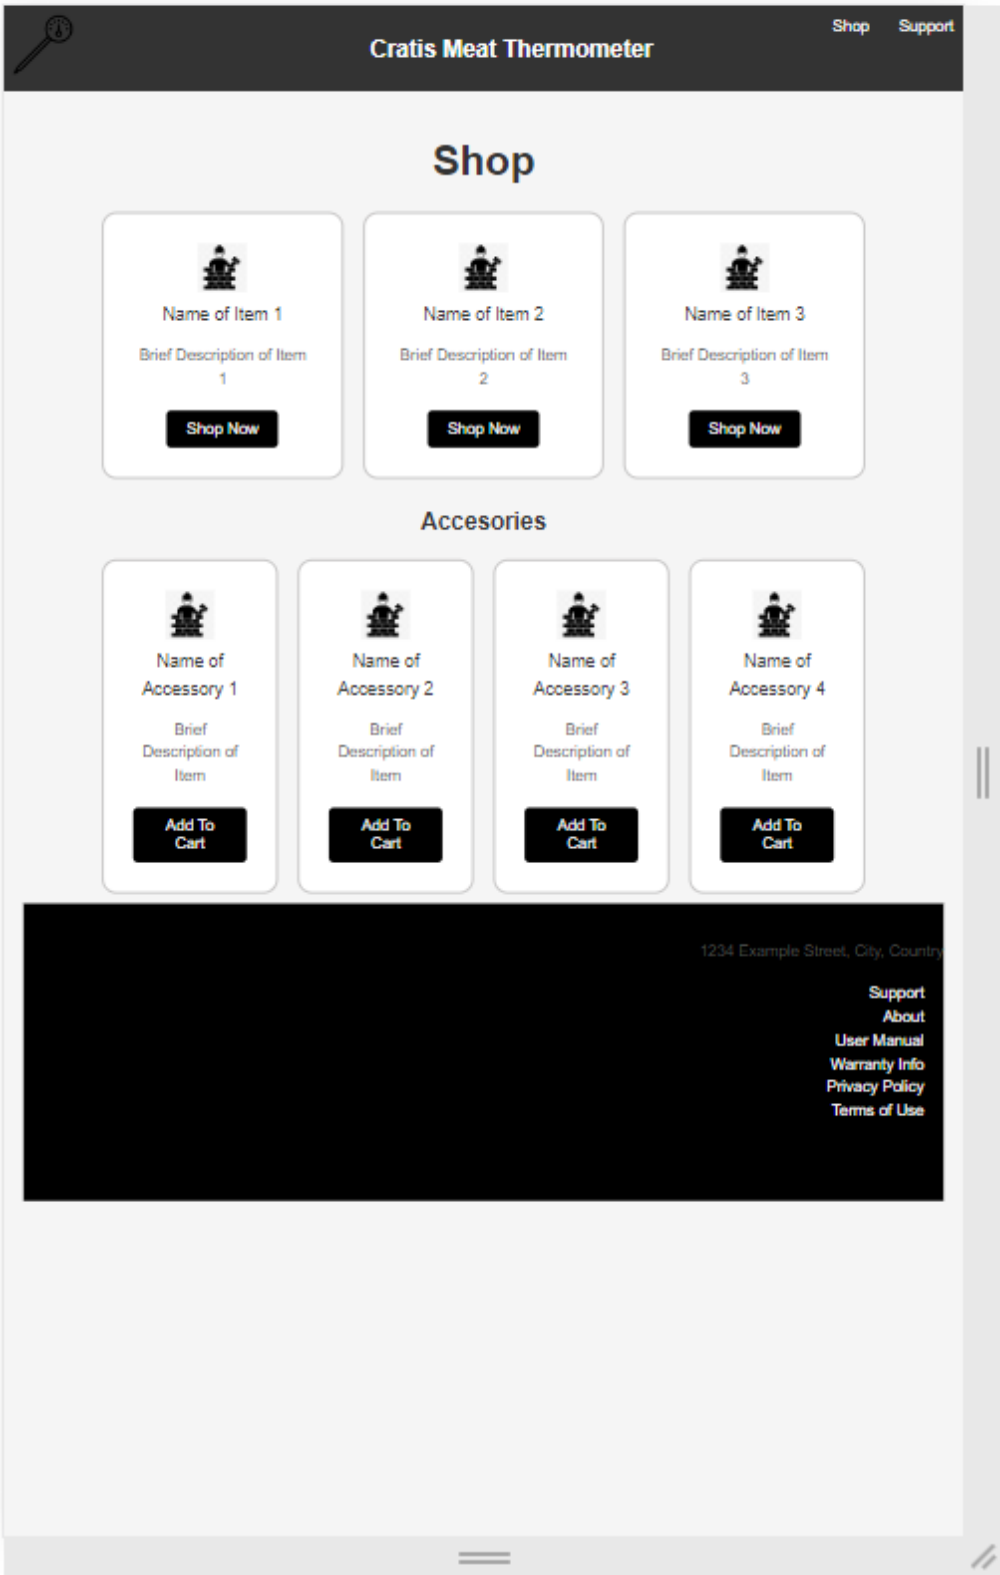 Shop Support
Cratis Meat Thermometer
Shop
Name of Item 1
Brief Description of Item
1
Shop Now
Name of Item 2
Brief Description of Item
2
Shop Now
Name of Item 3
Brief Description of Item
3
Shop Now
Accesories
Name of
Accessory 1
Brief
Description of
Item
Add To
Cart
Name of
Accessory 2
Brief
Description of
Item
Add To
Cart
Name of
Accessory 3
Brief
Description of
Item
Add To
Cart
Name of
Accessory 4
Brief
Description of
Item
Add To
Cart
1234 Example Street, City, Country
Support
About
User Manual
Warranty Info
Privacy Policy
Terms of Use